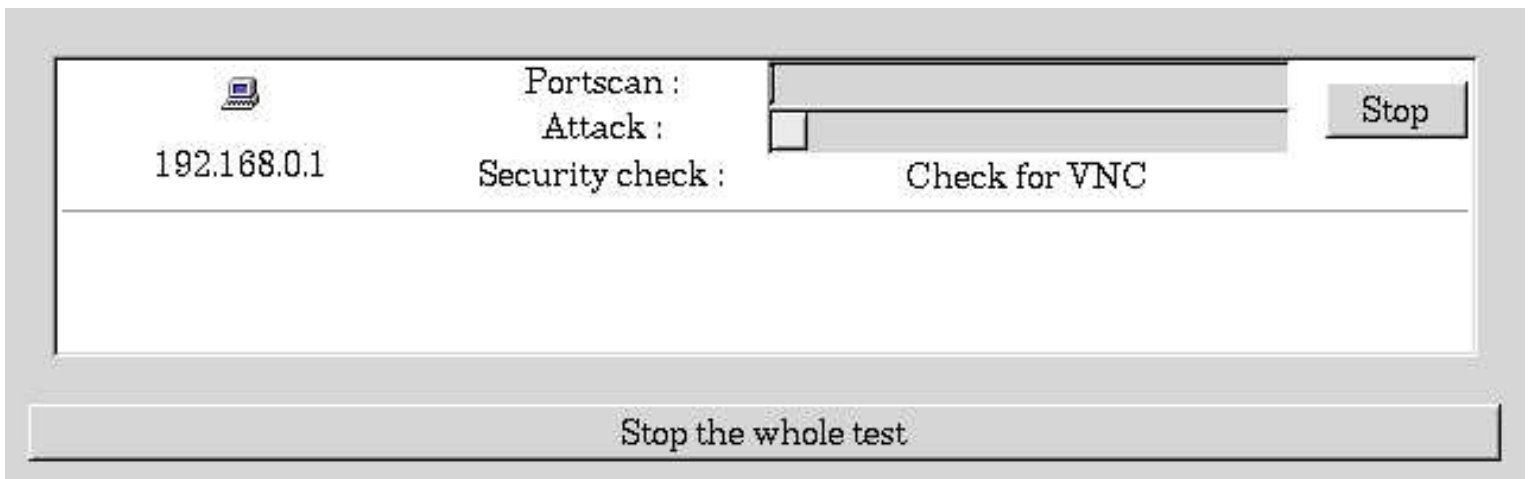 Portscan :
Attack :
Stop
192.168.0.1
Security check :
Check for VNC
Stop the whole test